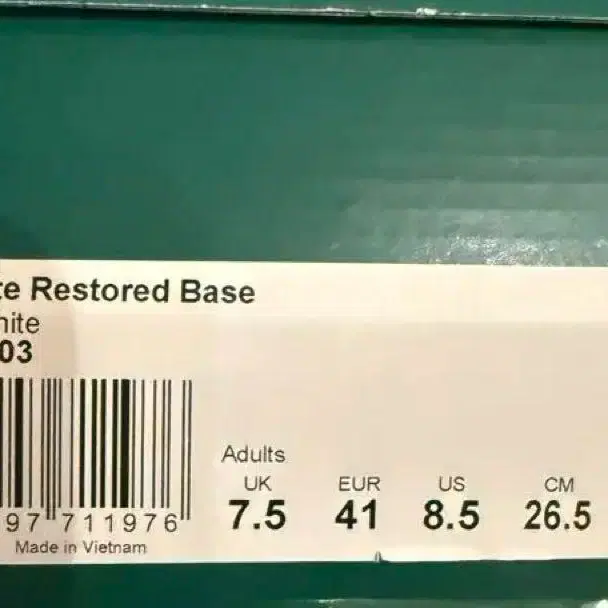 te Restored Base
hite
03
Adults
UK EUR US CM
7.5 41 8.5 26.5
97 711976
Made in Vietnam